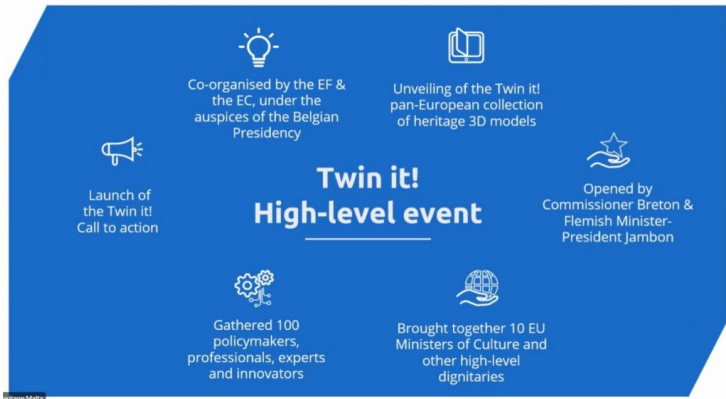 Co-organised by the EF &
the EC, under the
auspices of the Belgian
Presidency
Unveiling of the Twin it!
pan-European collection
of heritage 3D models
Launch of
the Twin it!
Call to action
Twin it!
High-level event
Opened by
Commissioner Breton &
Flemish Minister-
President Jambon
Gathered 100
policymakers,
professionals, experts
and innovators
Brought together 10 EU
Ministers of Culture and
other high-level
dignitaries